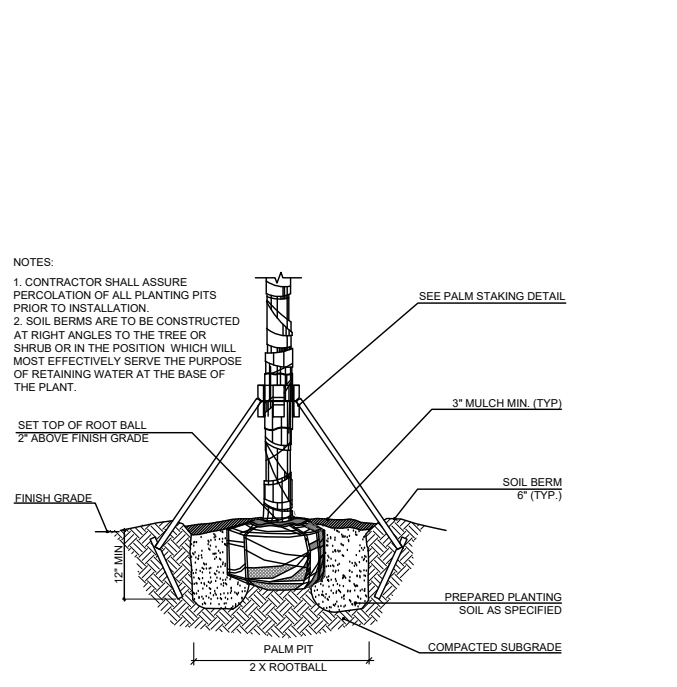 NOTES:
1. CONTRACTOR SHALL ASSURE
PERCOLATION OF ALL PLANTING PITS
PRIOR TO INSTALLATION.
2. SOIL BERMS ARE TO BE CONSTRUCTED
AT RIGHT ANGLES TO THE TREE OR
SHRUB OR IN THE POSITION WHICH WILL
MOST EFFECTIVELY SERVE THE PURPOSE
OF RETAINING WATER AT THE BASE OF
THE PLANT.
SEE PALM STAKING DETAIL
3" MULCH MIN. (TYP)
SET TOP OF ROOT BALL
2" ABOVE FINISH GRADE
SOIL BERM
6" (TYP.)
FINISH GRADE
12" MIN
PREPARED PLANTING
SOIL AS SPECIFIED
COMPACTED SUBGRADE
PALM PIT
2 X ROOTBALL